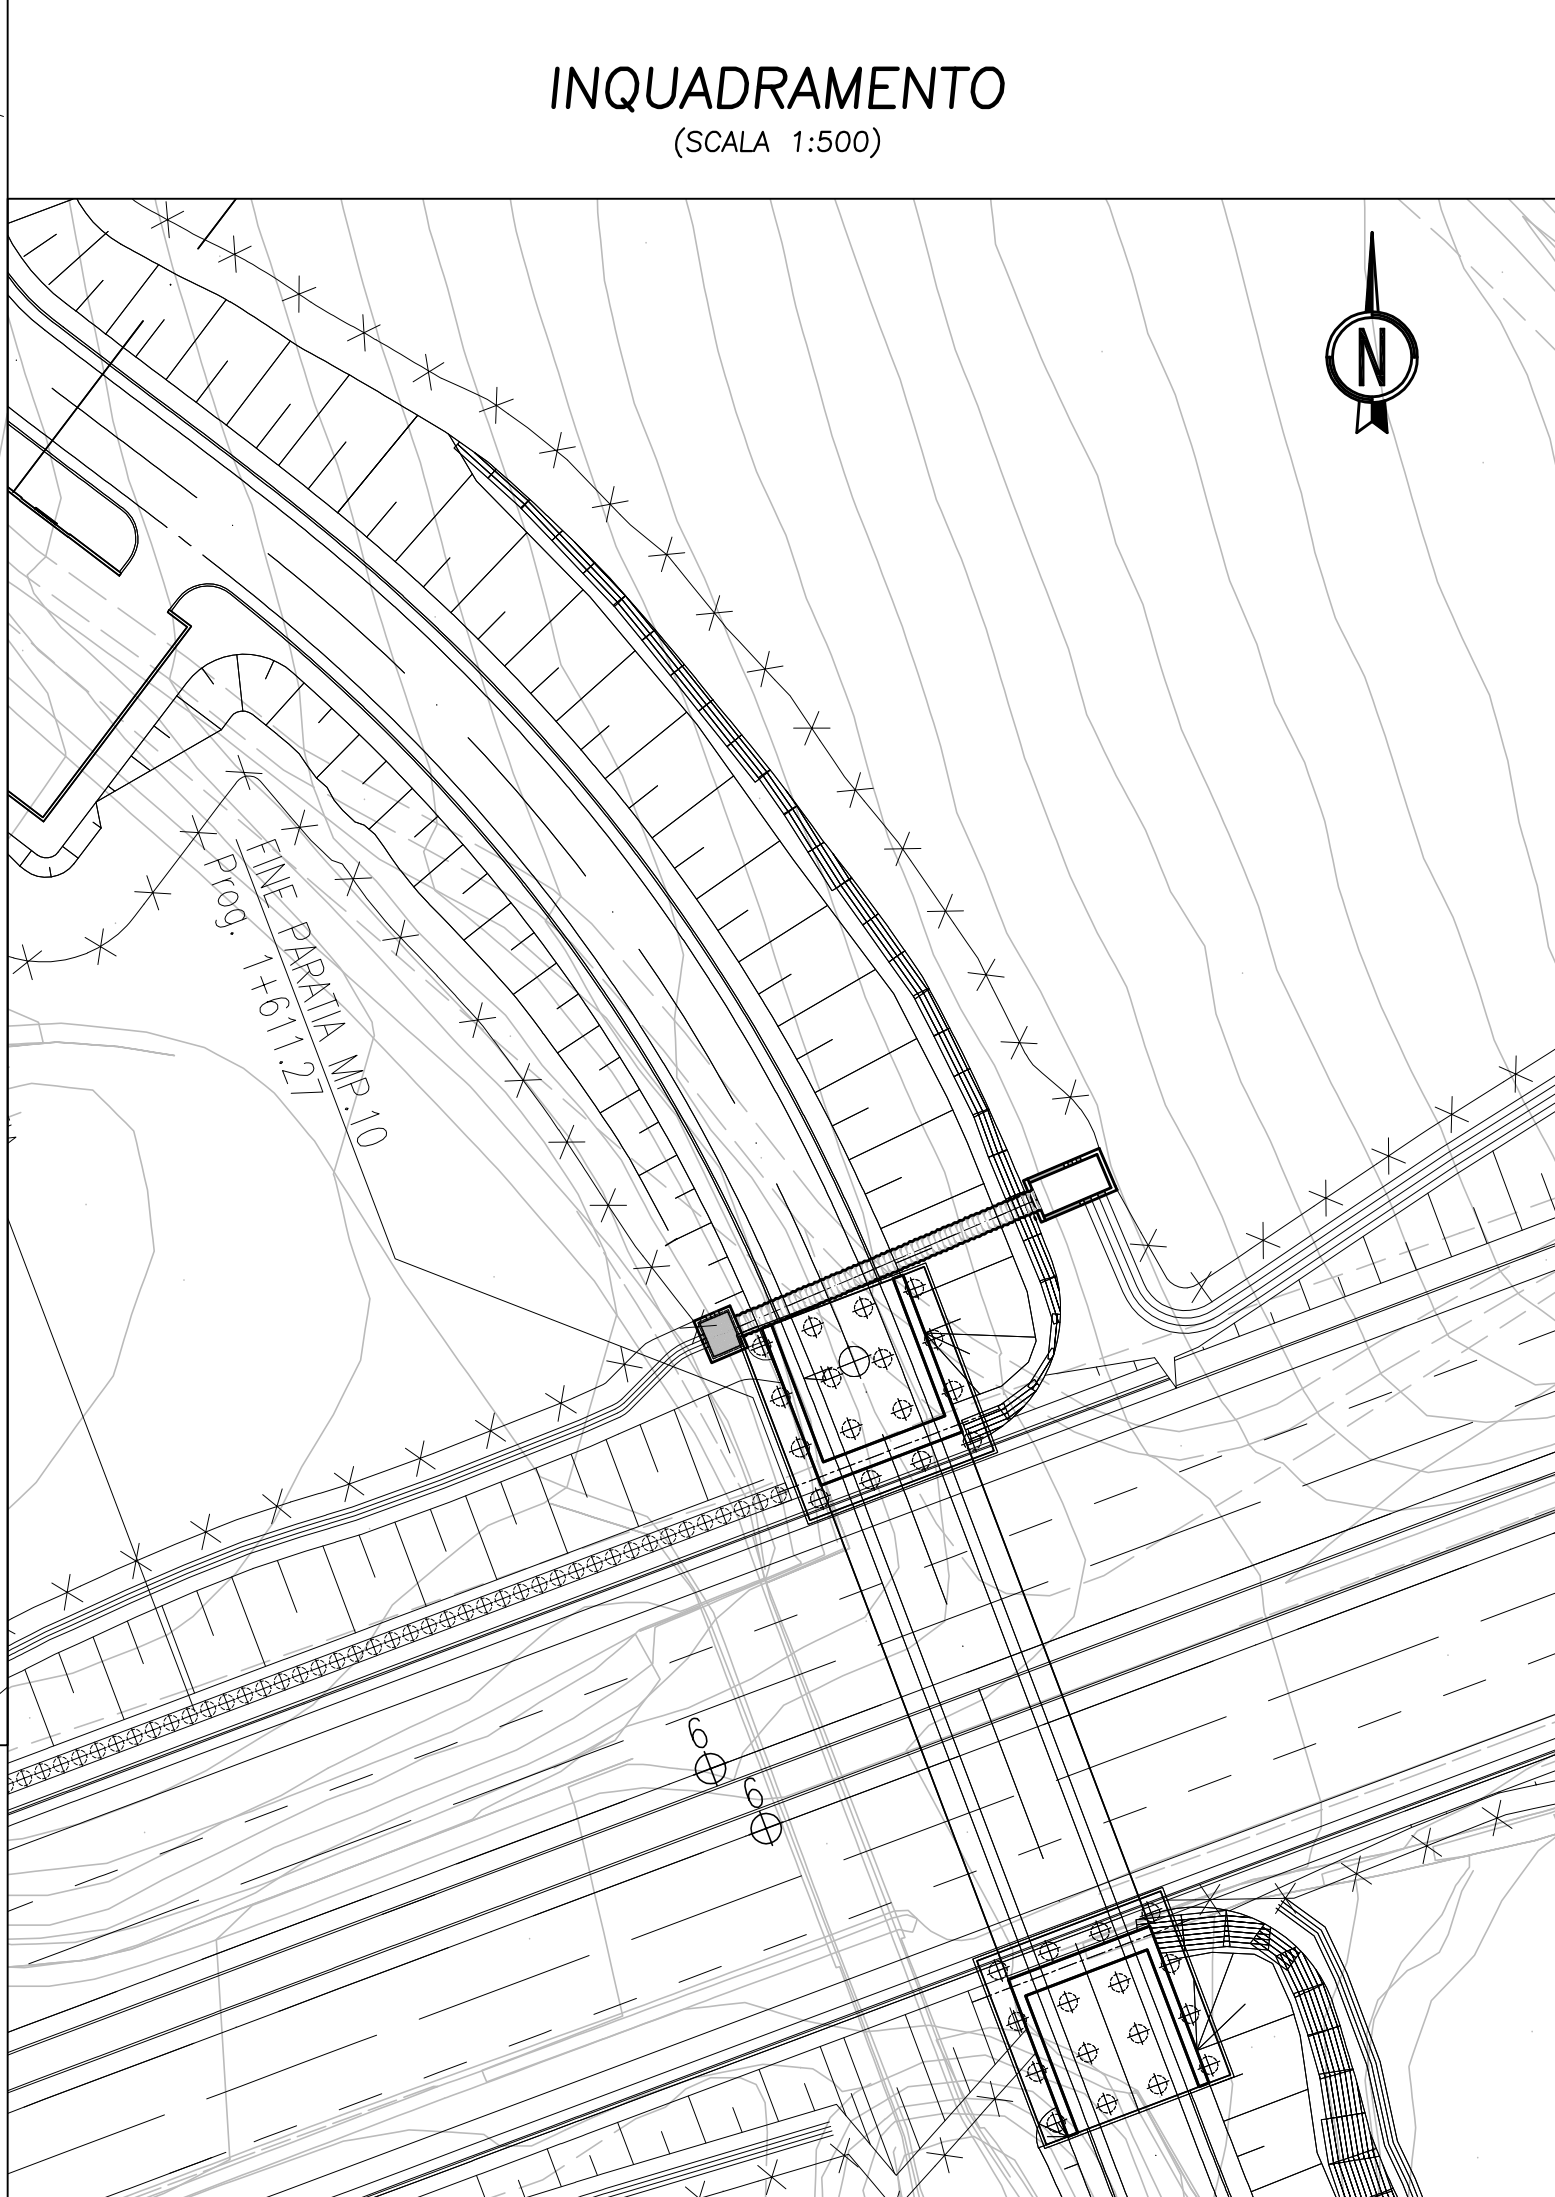 INQUADRAMENTO
(SCALA 1:500)
N
FINE PARATIA MP.10
Prog. 1+611.27
6
6